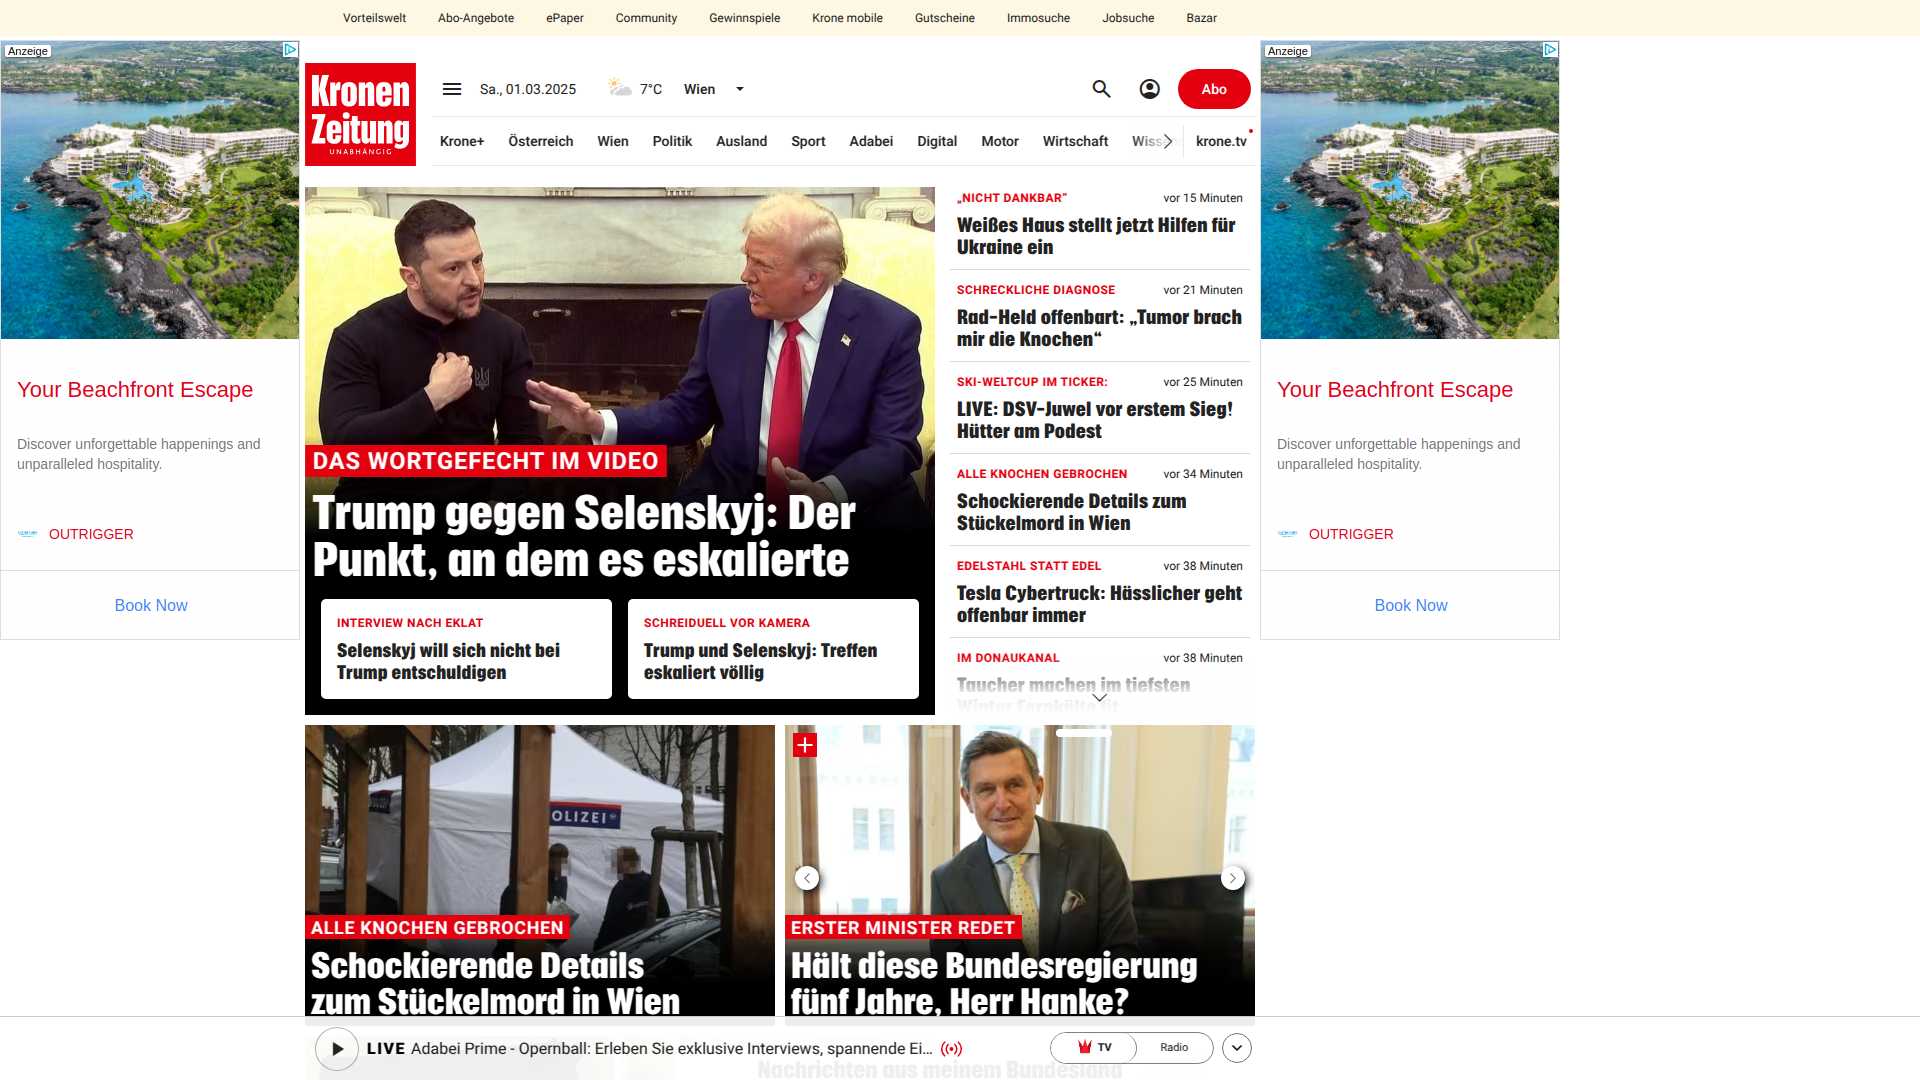 Vorteilswelt Abo-Angebote ePaper Community Gewinnspiele Krone mobile Gutscheine Immosuche Jobsuche Bazar
Anzeige
Your Beachfront Escape
Discover unforgettable happenings and
unparalleled hospitality.
OUTRIGGER
Book Now
Kronen
Zeitung
UNABHÄNGIG
Sa., 01.03.2025 7°C Wien
Abo
Krone+ Österreich Wien Politik Ausland Sport Adabei Digital Motor Wirtschaft krone.tv
DAS WORTGEFECHT IM VIDEO
Trump gegen Selenskyj: Der
Punkt, an dem es eskalierte
INTERVIEW NACH EKLAT
Selenskyj will sich nicht bei
Trump entschuldigen
SCHREIDUELL VOR KAMERA
Trump und Selenskyj: Treffen
eskaliert völlig
„NICHT DANKBAR“ vor 15 Minuten
Weißes Haus stellt jetzt Hilfen für
Ukraine ein
SCHRECKLICHE DIAGNOSE vor 21 Minuten
Rad-Held offenbart: „Tumor brach
mir die Knochen“
SKI-WELTCUP IM TICKER: vor 25 Minuten
LIVE: DSV-Juwel vor erstem Sieg!
Hütter am Podest
ALLE KNOCHEN GEBROCHEN vor 34 Minuten
Schockierende Details zum
Stückelmord in Wien
EDELSTAHL STATT EDEL vor 38 Minuten
Tesla Cybertruck: Hässlicher geht
offenbar immer
IM DONAUKANAL vor 38 Minuten
Taucher machen im tiefsten
Winter Fernkälte fit
Anzeige
Your Beachfront Escape
Discover unforgettable happenings and
unparalleled hospitality.
OUTRIGGER
Book Now
OLIZEI
ALLE KNOCHEN GEBROCHEN
Schockierende Details
zum Stückelmord in Wien
ERSTER MINISTER REDET
Hält diese Bundesregierung
fünf Jahre, Herr Hanke?
LIVE Adabei Prime - Opernball: Erleben Sie exklusive Interviews, spannende Ei... TV Radio
Nachrichten aus meinem Bundesland